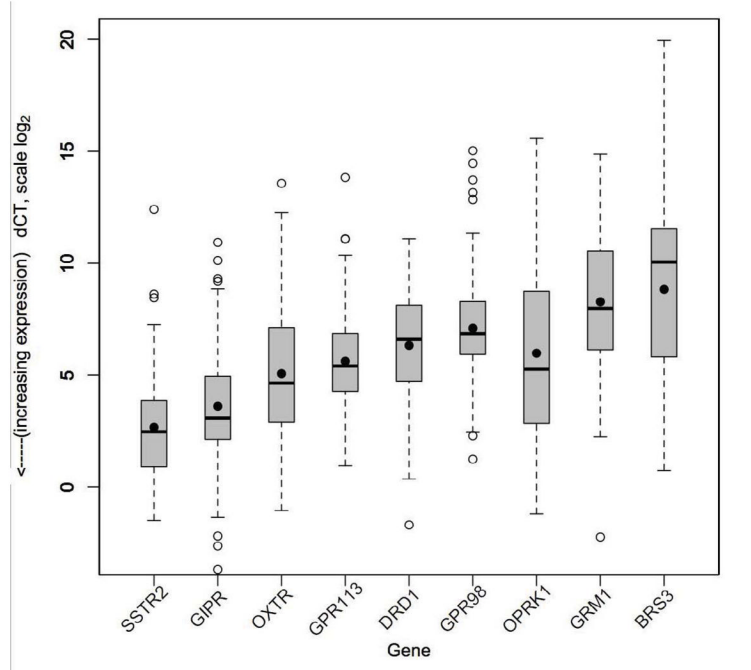 <-----(increasing expression) dCT, scale log2
20
15
10
5
0
SSTR2
GIPR
OXTR
GPR113
DRD1
GPR98
OPRK1
GRM1
BRS3
Gene